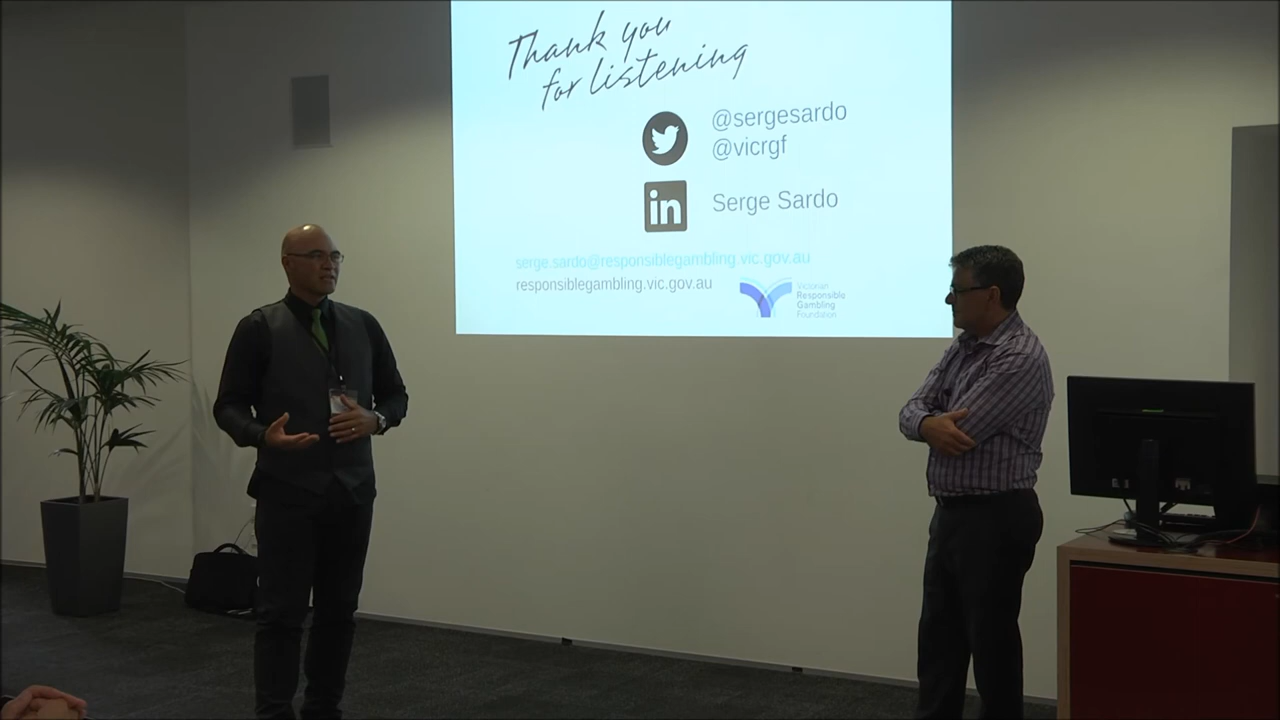 Thank you
for listening
@sergesardo
@vicrgf
in
Serge Sardo
serge.sardo@responsiblegambling.vic.gov.au
responsiblegambling.vic.gov.au
Victorian
Responsible
Gambling
Foundation